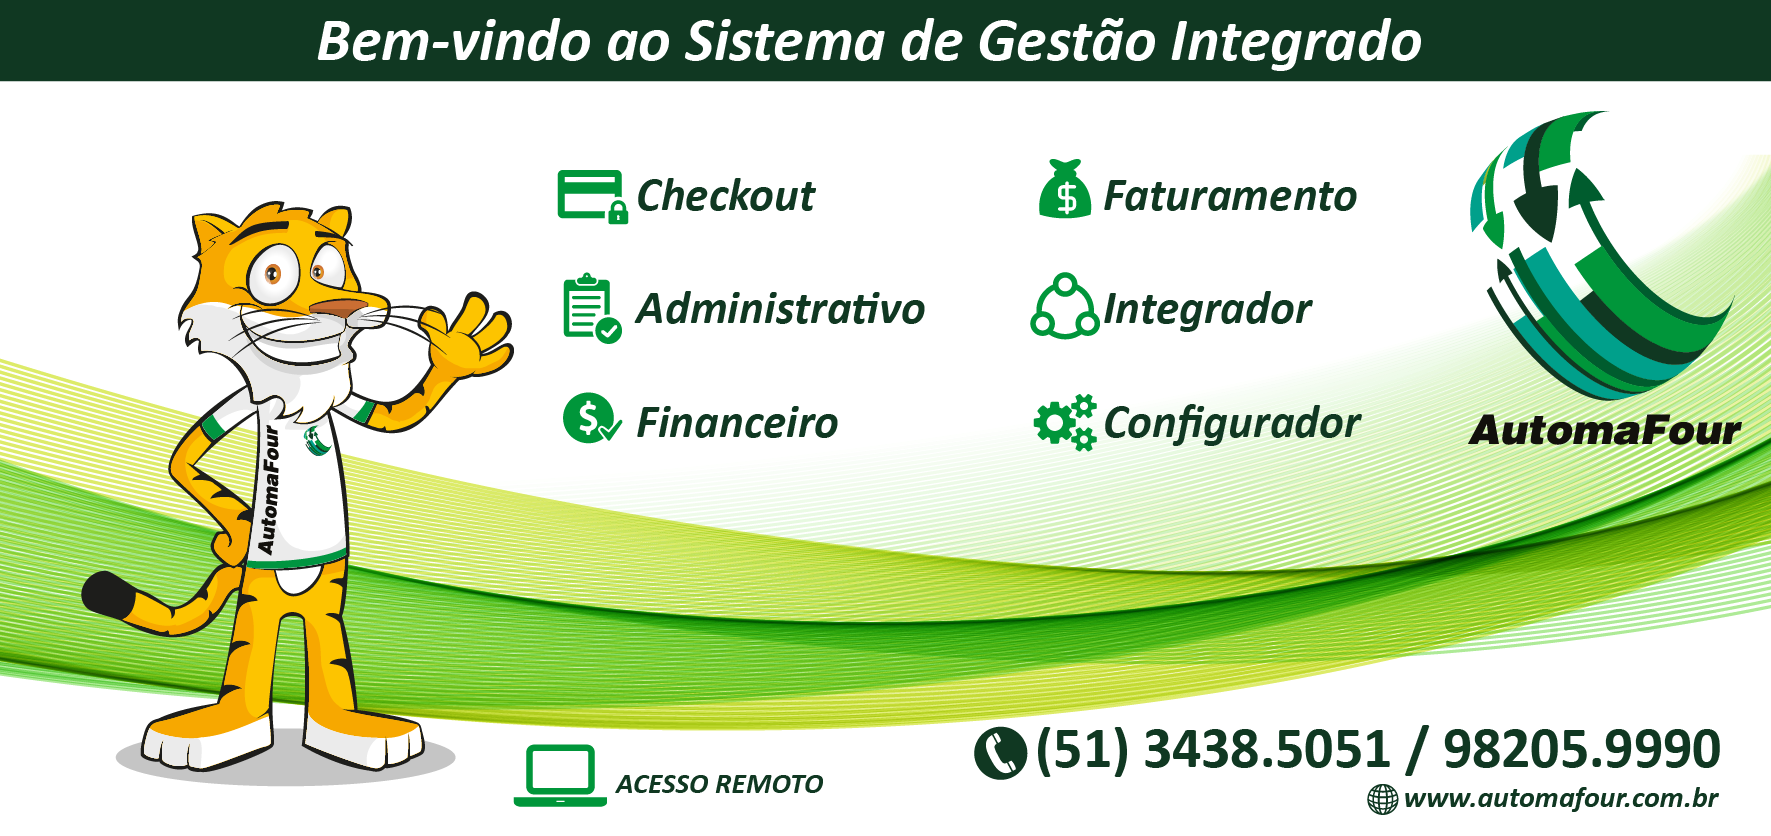 Bem-vindo ao Sistema de Gestão Integrado
Checkout
Faturamento
Administrativo
Integrador
Financeiro
Configurador
AutomaFour
AutomaFour
ACESSO REMOTO
(51) 3438.5051 / 98205.9990
www.automafour.com.br